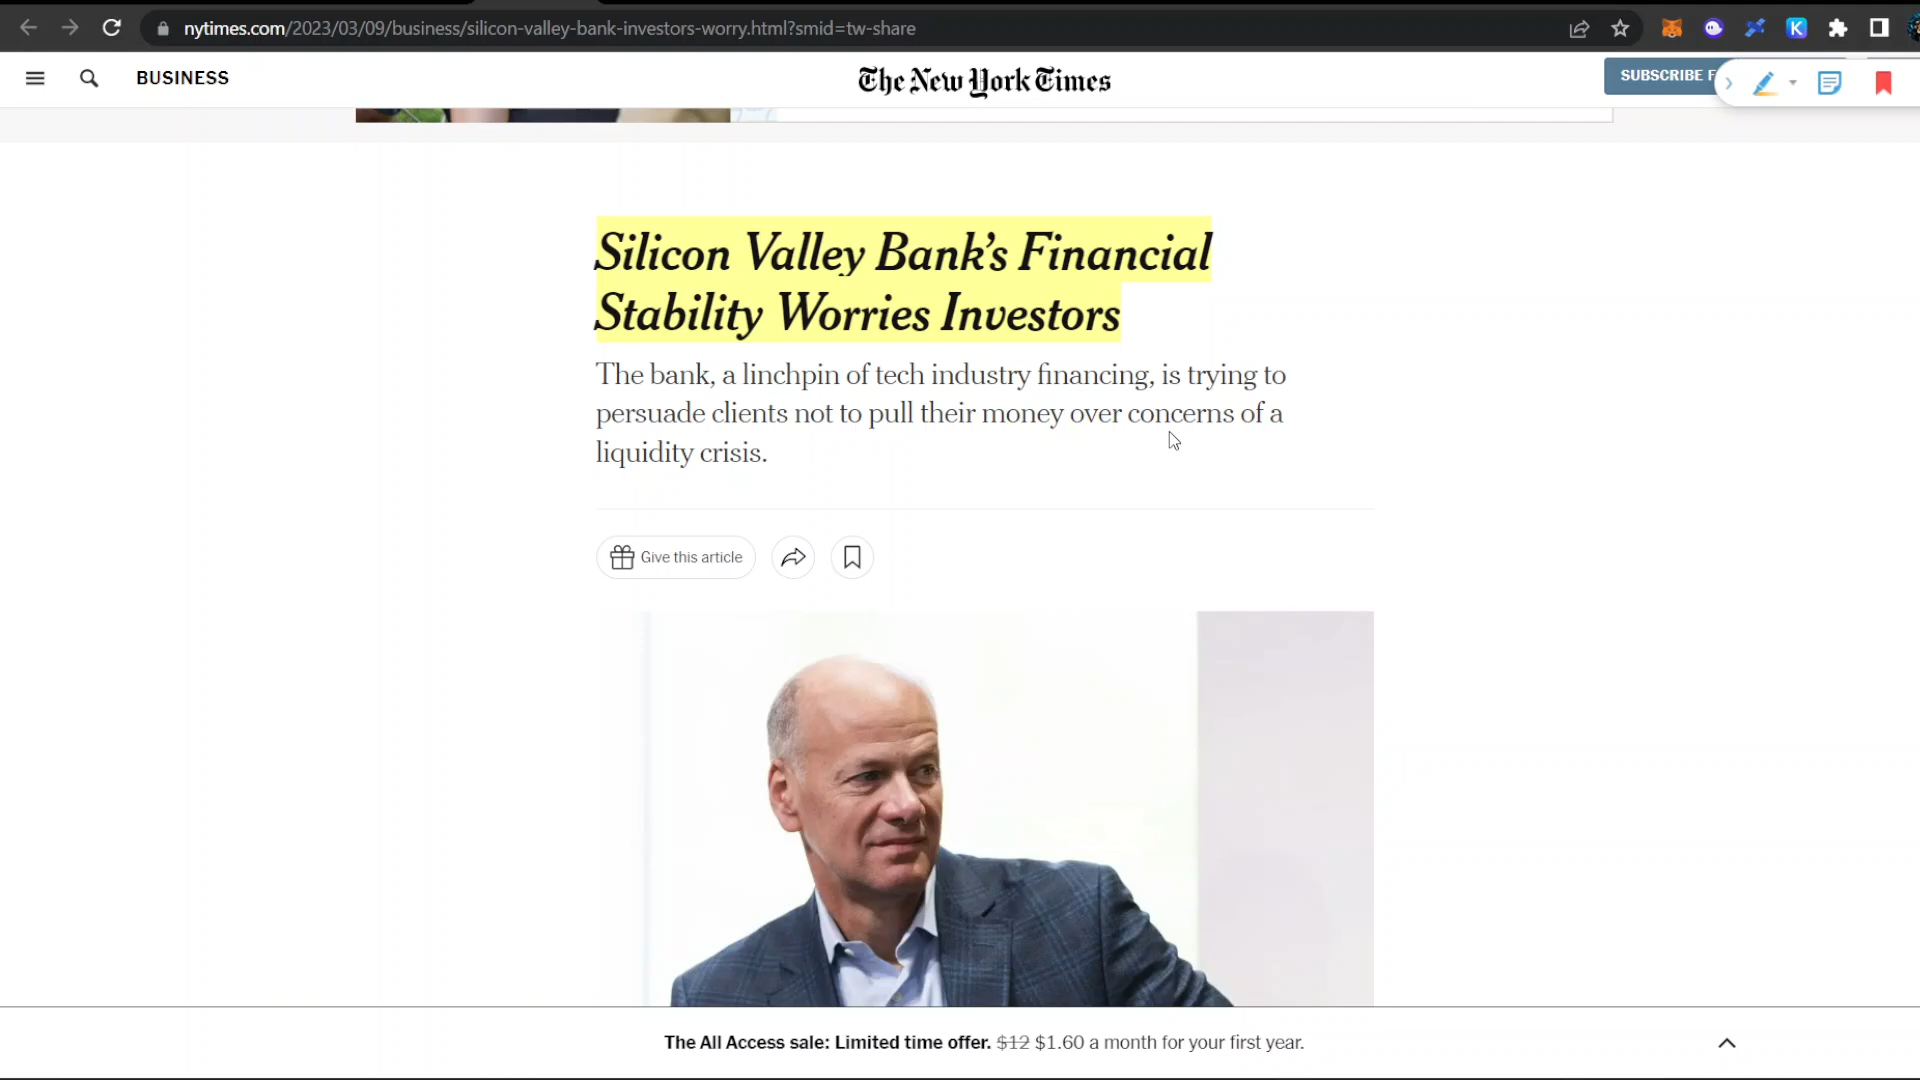 nytimes.com/2023/03/09/business/silicon-valley-bank-investors-worry.html?smid=tw-share
K
BUSINESS
The New York Times
SUBSCRIBE F
Silicon Valley Bank’s Financial
Stability Worries Investors
The bank, a linchpin of tech industry financing, is trying to
persuade clients not to pull their money over concerns of a
liquidity crisis.
Give this article
The All Access sale: Limited time offer. $12 $1.60 a month for your first year.